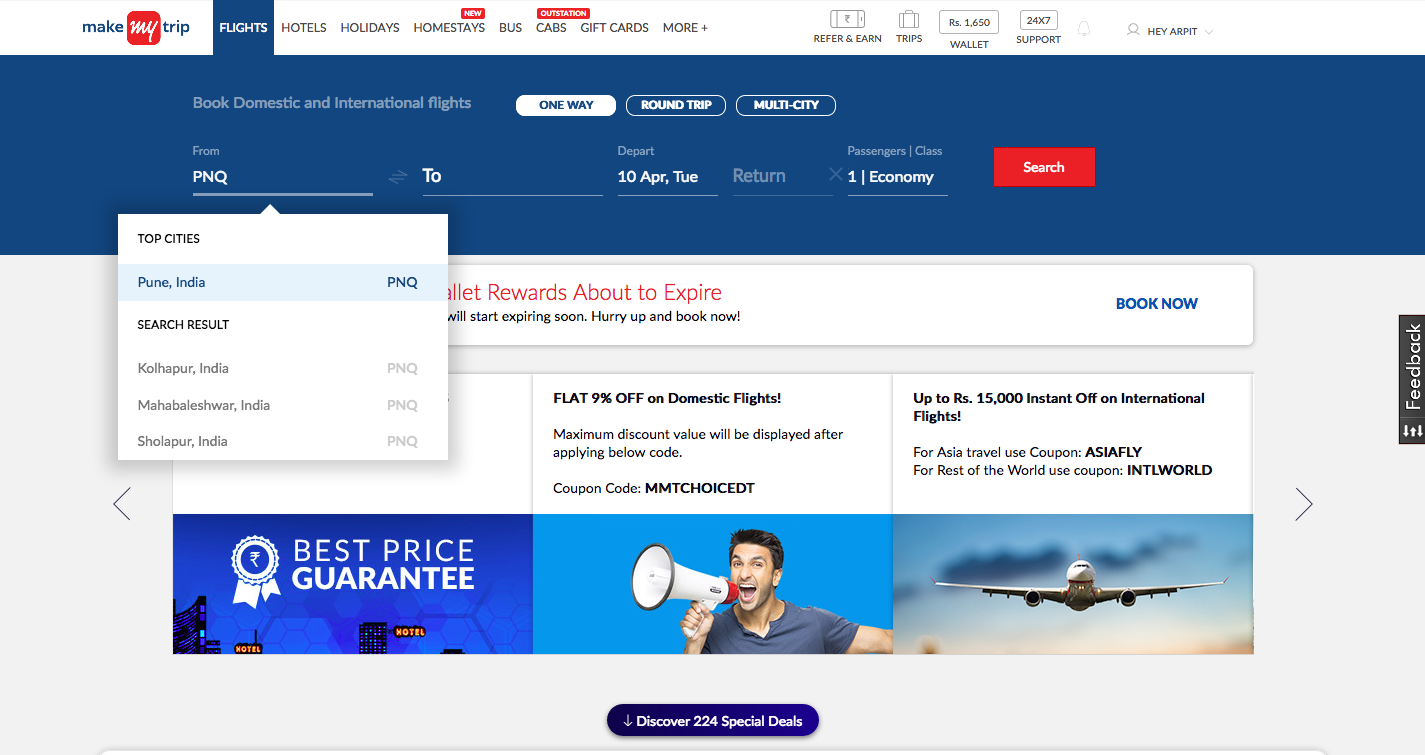 make my trip
FLIGHTS
HOTELS
HOLIDAYS
NEW
HOMESTAYS
BUS
OUTSTATION
CABS
GIFT CARDS
MORE +
₹
REFER & EARN
TRIPS
Rs. 1,650
WALLET
24X7
SUPPORT
HEY ARPIT
Book Domestic and International flights
ONE WAY
ROUND TRIP
MULTI-CITY
From
PNQ
To
Depart
10 Apr, Tue
Return
Passengers | Class
1 | Economy
Search
TOP CITIES
Pune, India PNQ
SEARCH RESULT
Kolhapur, India PNQ
Mahabaleshwar, India PNQ
Sholapur, India PNQ
Rewards About to Expire
will start expiring soon. Hurry up and book now!
BOOK NOW
Feedback
FLAT 9% OFF on Domestic Flights!
Maximum discount value will be displayed after
applying below code.
Coupon Code: MMTCHOICEDT
Up to Rs. 15,000 Instant Off on International
Flights!
For Asia travel use Coupon: ASIAFLY
For Rest of the World use coupon: INTLWORLD
₹
BEST PRICE
GUARANTEE
HOTEL
HOTEL
Discover 224 Special Deals